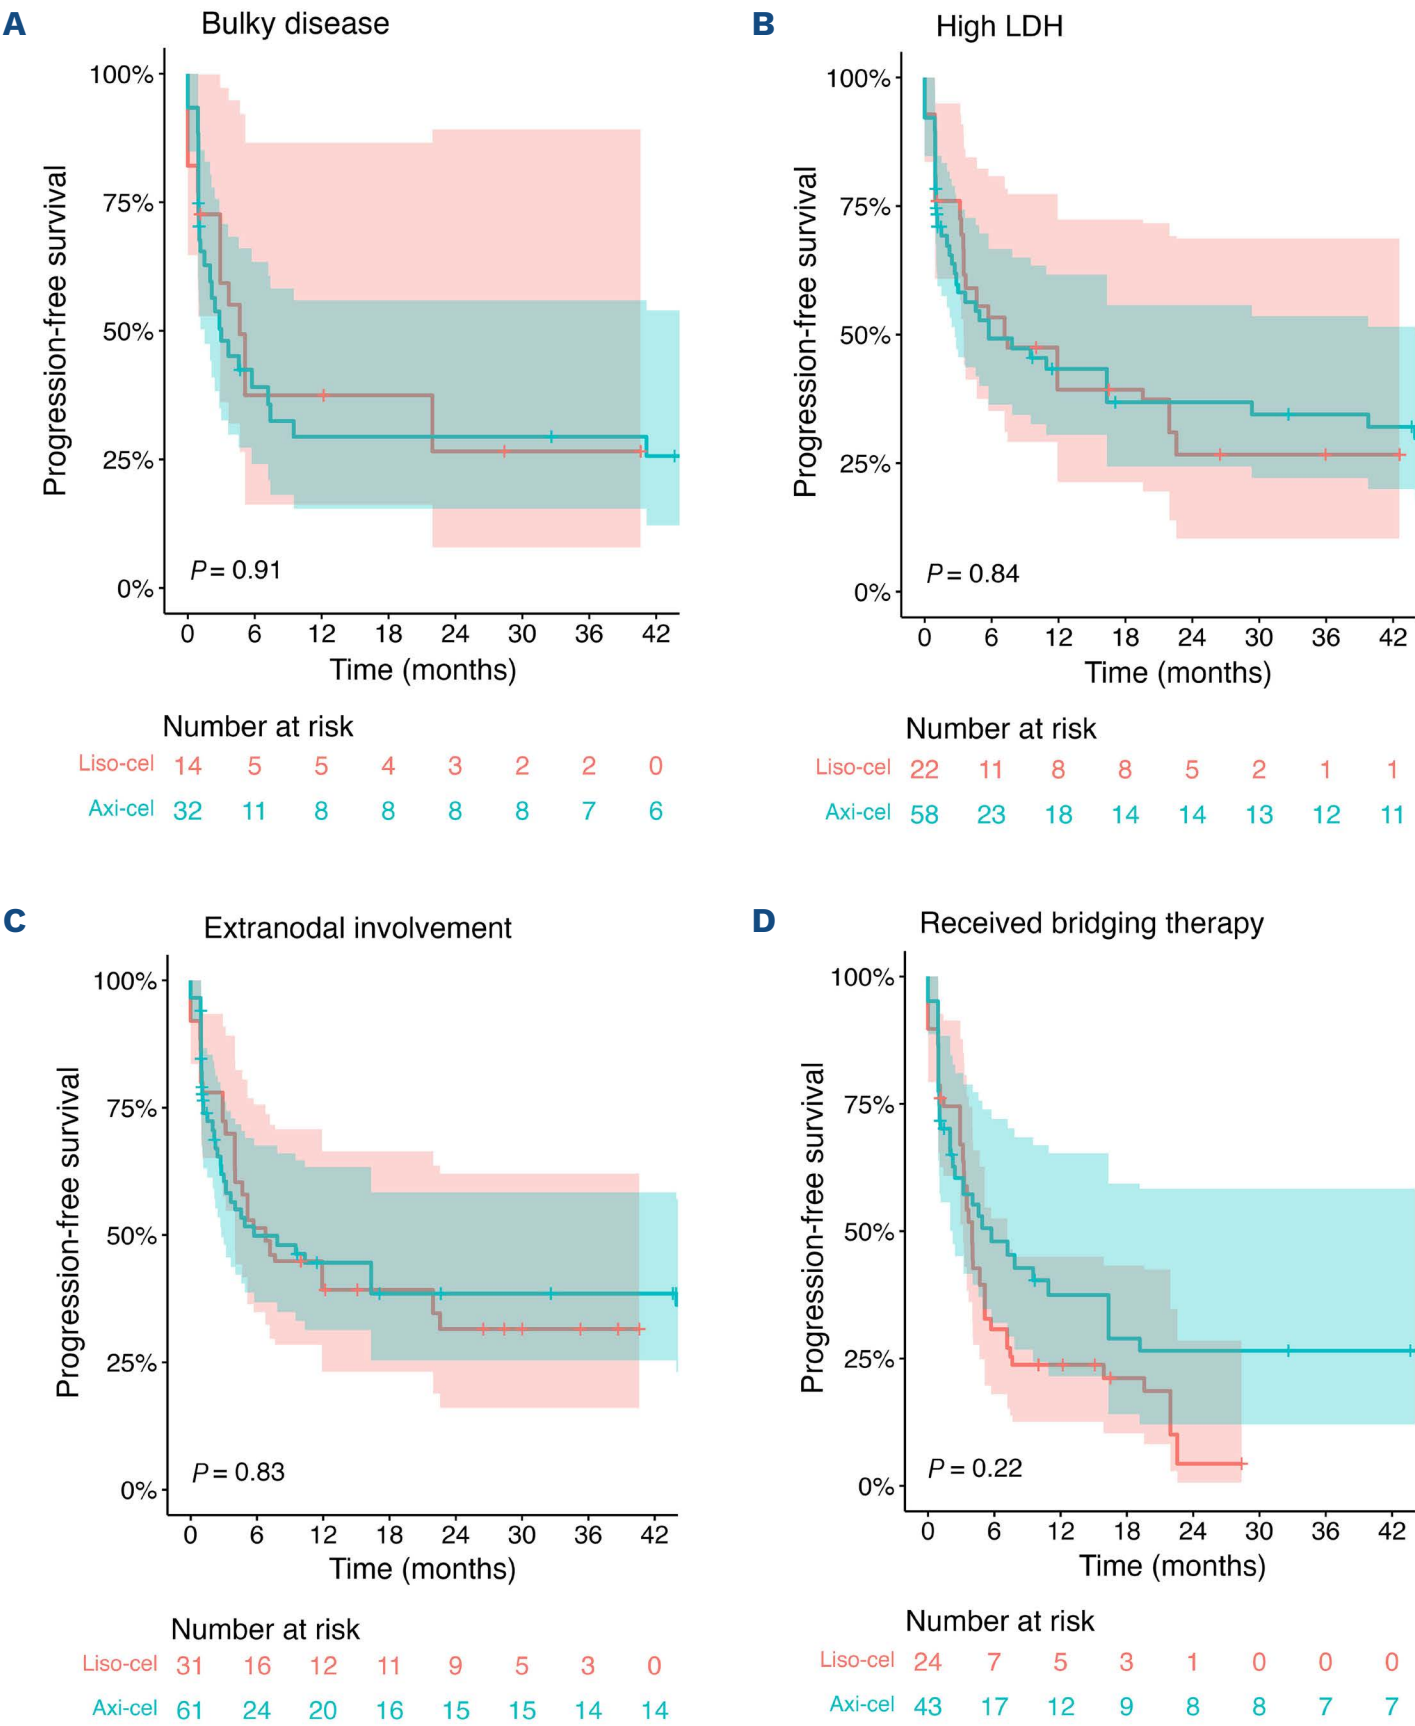 A
Bulky disease
100%
75%
50%
25%
0%
Progression-free survival
P = 0.91
0 6 12 18 24 30 36 42
Time (months)
Number at risk
Liso-cel 14 5 5 4 3 2 2 0
Axi-cel 32 11 8 8 8 8 7 6
B
High LDH
100%
75%
50%
25%
0%
Progression-free survival
P = 0.84
0 6 12 18 24 30 36 42
Time (months)
Number at risk
Liso-cel 22 11 8 8 5 2 1 1
Axi-cel 58 23 18 14 14 13 12 11
C
Extranodal involvement
100%
75%
50%
25%
0%
Progression-free survival
P = 0.83
0 6 12 18 24 30 36 42
Time (months)
Number at risk
Liso-cel 31 16 12 11 9 5 3 0
Axi-cel 61 24 20 16 15 15 14 14
D
Received bridging therapy
100%
75%
50%
25%
0%
Progression-free survival
P = 0.22
0 6 12 18 24 30 36 42
Time (months)
Number at risk
Liso-cel 24 7 5 3 1 0 0 0
Axi-cel 43 17 12 9 8 8 7 7